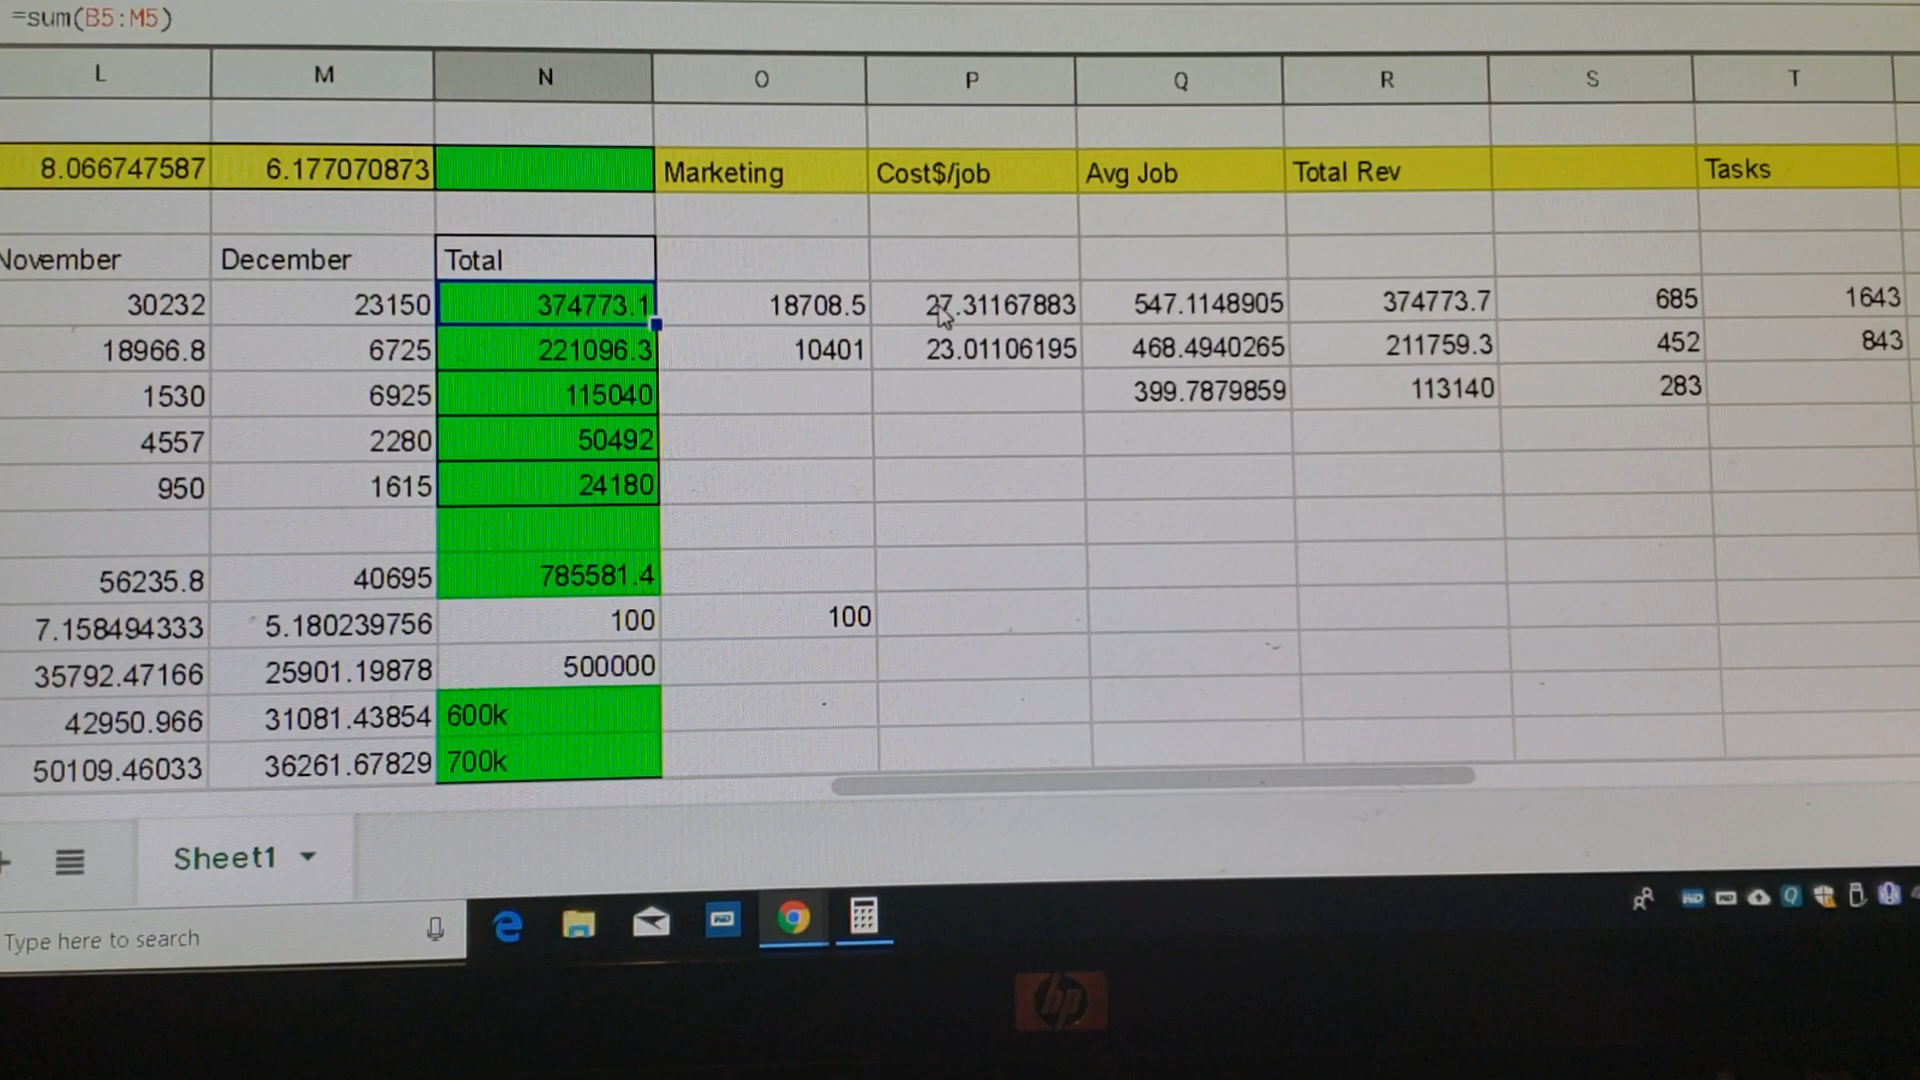 =sum(B5:M5)
L M N O P Q R S T
8.066747587 6.177070873 Marketing Cost$/job Avg Job Total Rev Tasks
November December Total
30232 23150 374773.1 18708.5 27.31167883 547.1148905 374773.7 685 1643
18966.8 6725 221096.3 10401 23.01106195 468.4940265 211759.3 452 843
1530 6925 115040 399.7879859 113140 283
4557 2280 50492
950 1615 24180
56235.8 40695 785581.4
7.158494333 5.180239756 100 100
35792.47166 25901.19878 500000
42950.966 31081.43854 600k
50109.46033 36261.67829 700k
Sheet1
Type here to search
hp